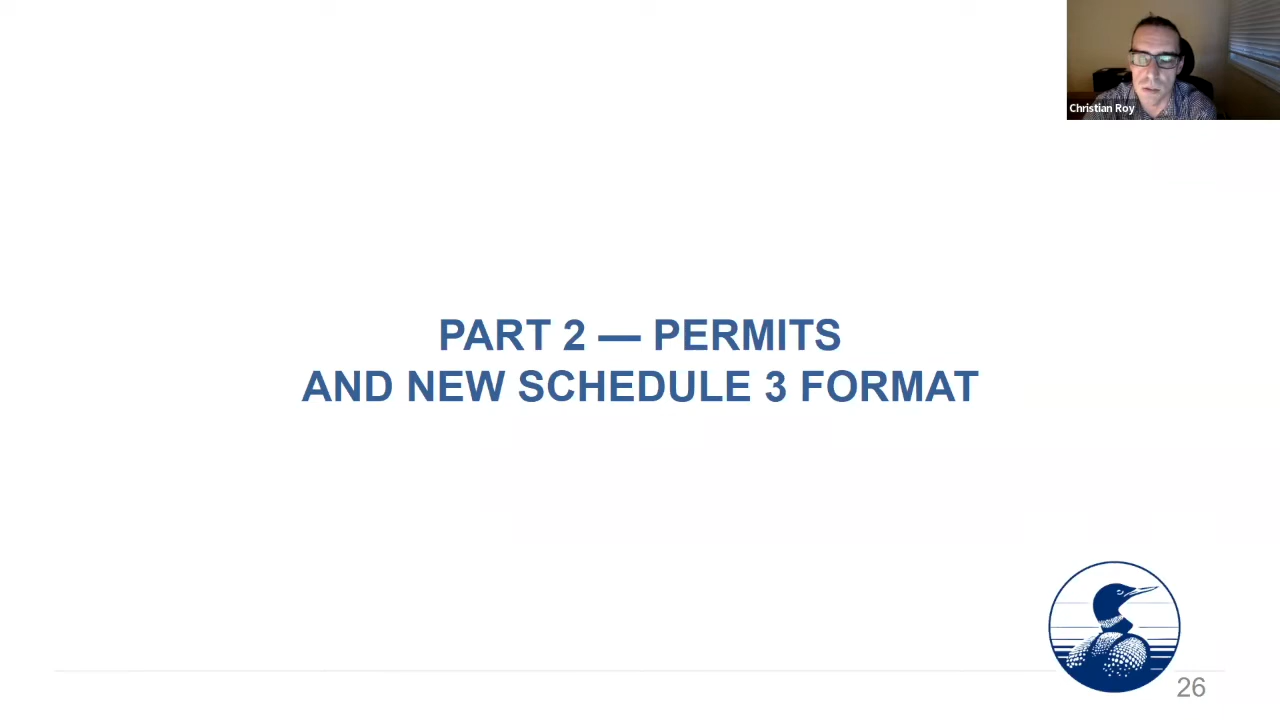 Christian Roy
PART 2 — PERMITS
AND NEW SCHEDULE 3 FORMAT
26